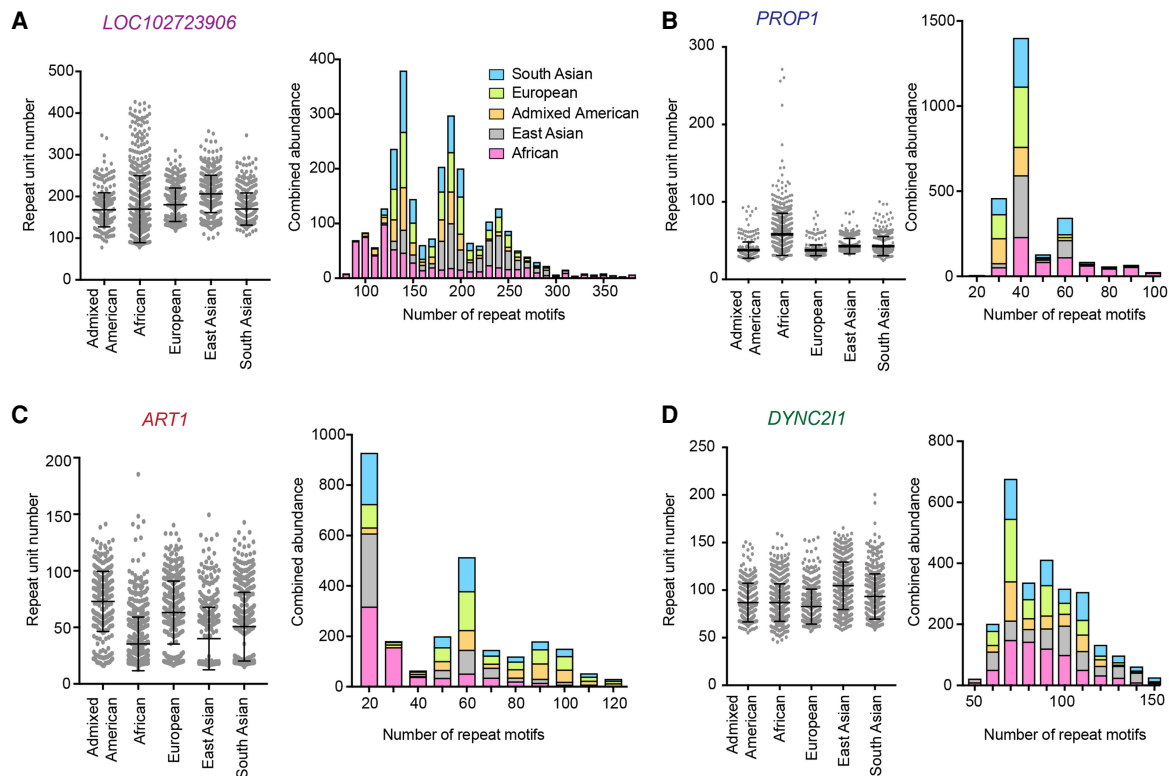 A
LOC102723906
Repeat unit number
500
400
300
200
100
0
Admixed American
African
European
East Asian
South Asian
Combined abundance
400
300
200
100
0
100
150
200
250
300
350
Number of repeat motifs
South Asian
European
Admixed American
East Asian
African
B
PROP1
Repeat unit number
300
200
100
0
Admixed American
African
European
East Asian
South Asian
Combined abundance
1500
1000
500
0
20
40
60
80
100
Number of repeat motifs
C
ART1
Repeat unit number
200
150
100
50
0
Admixed American
African
European
East Asian
South Asian
Combined abundance
1000
800
600
400
200
0
20
40
60
80
100
120
Number of repeat motifs
D
DYNC2I1
Repeat unit number
250
200
150
100
50
0
Admixed American
African
European
East Asian
South Asian
Combined abundance
800
600
400
200
0
50
100
150
Number of repeat motifs